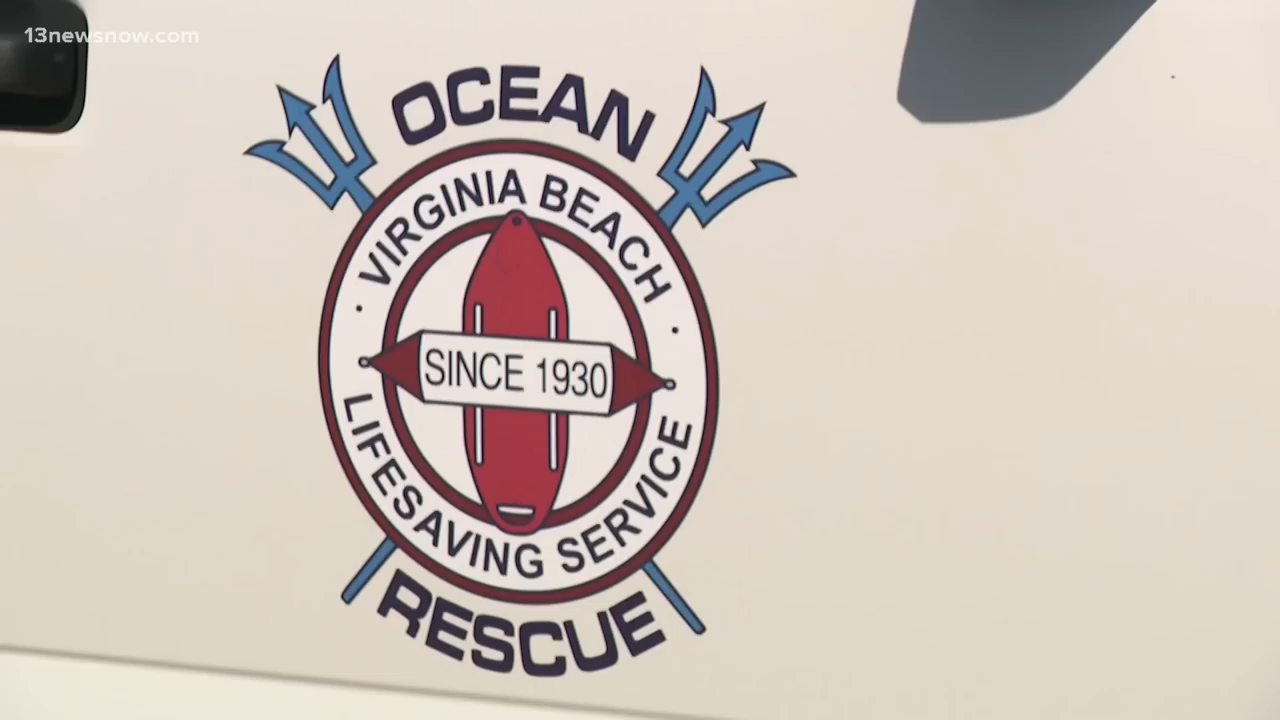 13newsnow.com
OCEAN
VIRGINIA BEACH
SINCE 1930
LIFESAVING SERVICE
RESCUE